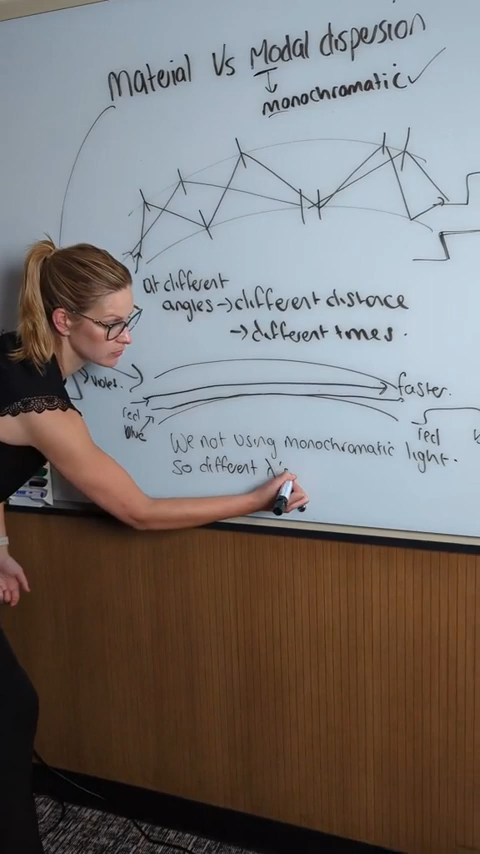 Material Vs Modal dispersion
monochromatic ✓
at different
angles → different distance
→ different times.
violet.
faster.
red
blue
red
We not using monochromatic light.
so different λ's